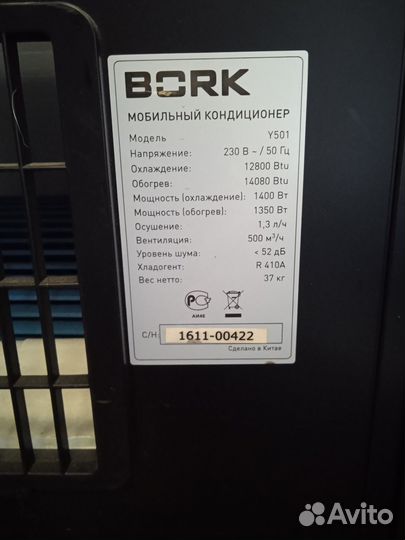 BORK
МОБИЛЬНЫЙ КОНДИЦИОНЕР
Модель Y501
Напряжение: 230 В ~ / 50 Гц
Охлаждение: 12800 Btu
Обогрев: 14080 Btu
Мощность (охлаждение): 1400 Вт
Мощность (обогрев): 1350 Вт
Осушение: 1,3 л/ч
Вентиляция: 500 м³/ч
Уровень шума: < 52 дБ
Хладогент: R 410A
Вес нетто: 37 кг
АИ4Е
С/Н: 1611-00422
Сделано в Китае
Avito